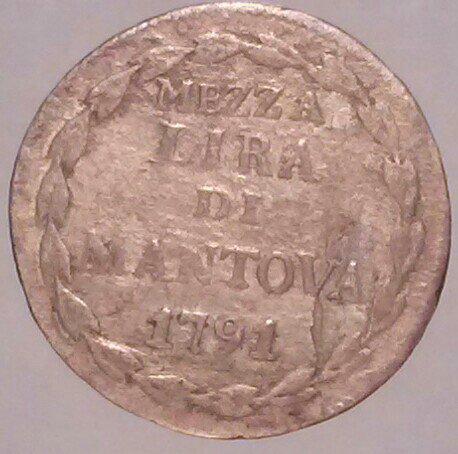 MEZZA
LIRA
DI
MANTOVA
1791